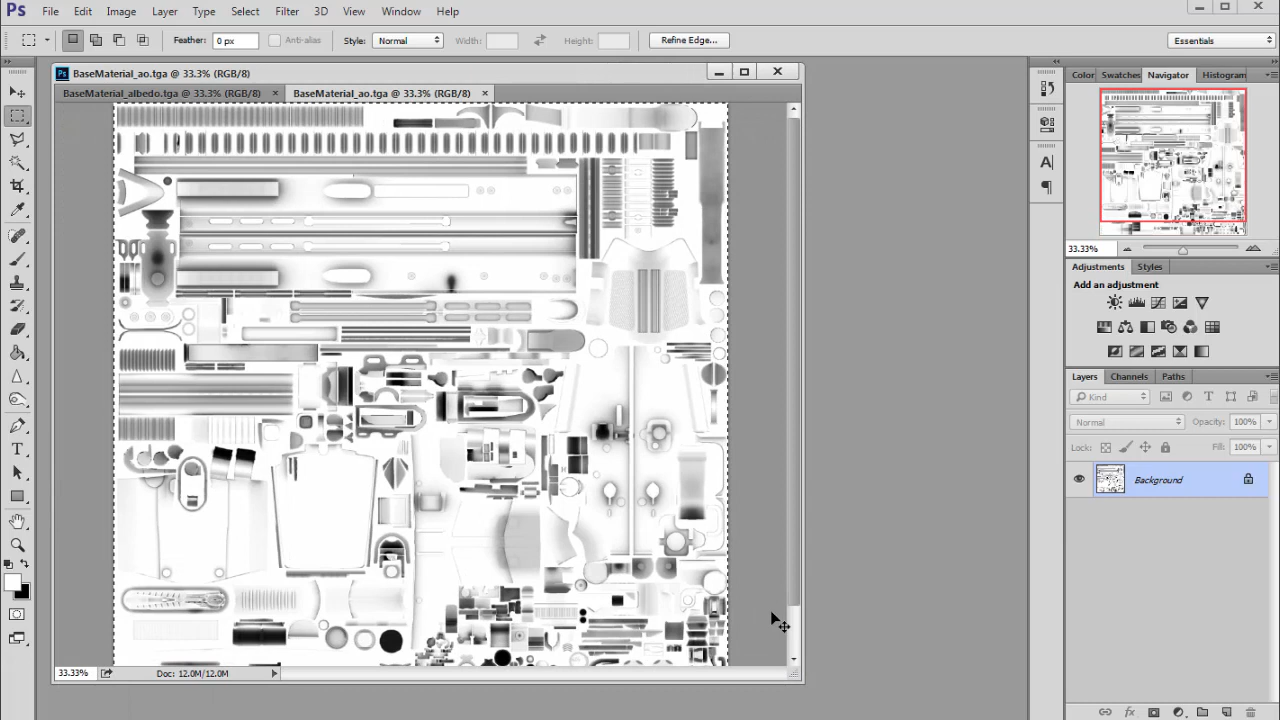 Ps File Edit Image Layer Type Select Filter 3D View Window Help
Feather: 0 px Anti-alias Style: Normal Width: Height: Refine Edge... Essentials
Ps BaseMaterial_ao.tga @ 33.3% (RGB/8)
BaseMaterial_albedo.tga @ 33.3% (RGB/8) × BaseMaterial_ao.tga @ 33.3% (RGB/8) ×
Color Swatches Navigator Histogram
33.33%
Adjustments Styles
Add an adjustment
Layers Channels Paths
Kind
Normal Opacity: 100%
Lock: Fill: 100%
Background
33.33% Doc: 12.0M/12.0M